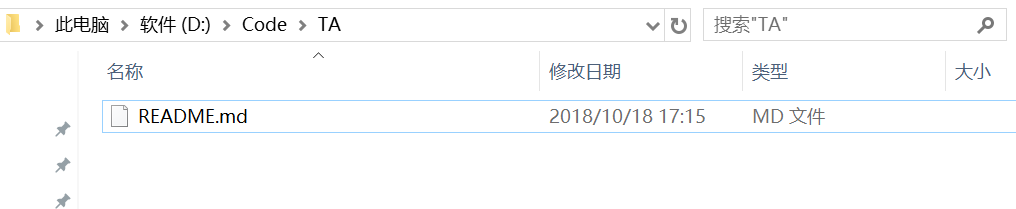 此电脑 软件 (D:) Code TA 搜索"TA"
名称 修改日期 类型 大小
README.md 2018/10/18 17:15 MD 文件